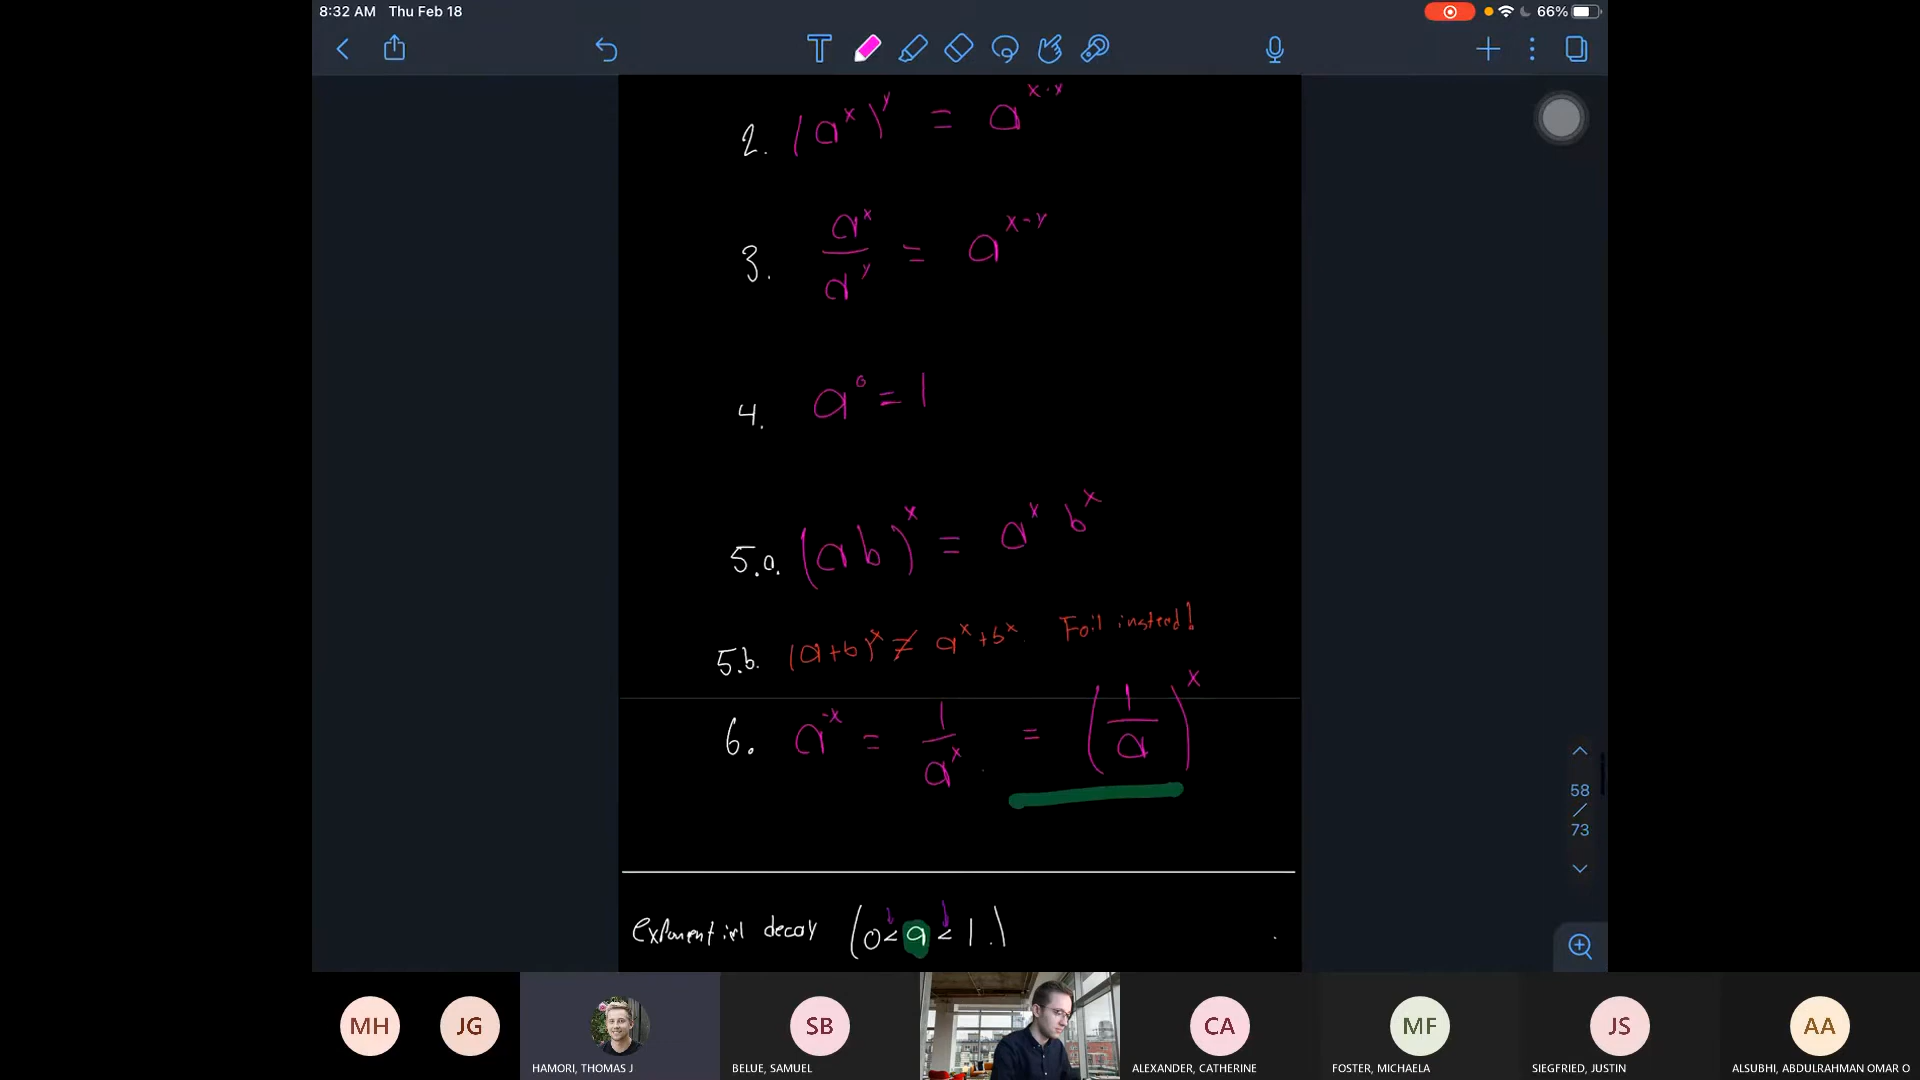 8:32 AM Thu Feb 18 66%
2. (a^x)^y = a^{x·y}
3. a^x / a^y = a^{x-y}
4. a^0 = 1
5.a. (ab)^x = a^x b^x
5.b. (a+b)^x ≠ a^x + b^x. Foil instead!
6. a^{-x} = 1 / a^x = (1/a)^x
58
/
73
Exponential decay (0 < a < 1.)
MH JG SB CA MF JS AA
HAMORI, THOMAS J BELUE, SAMUEL ALEXANDER, CATHERINE FOSTER, MICHAELA SIEGFRIED, JUSTIN ALSUBHI, ABDULRAHMAN OMAR O